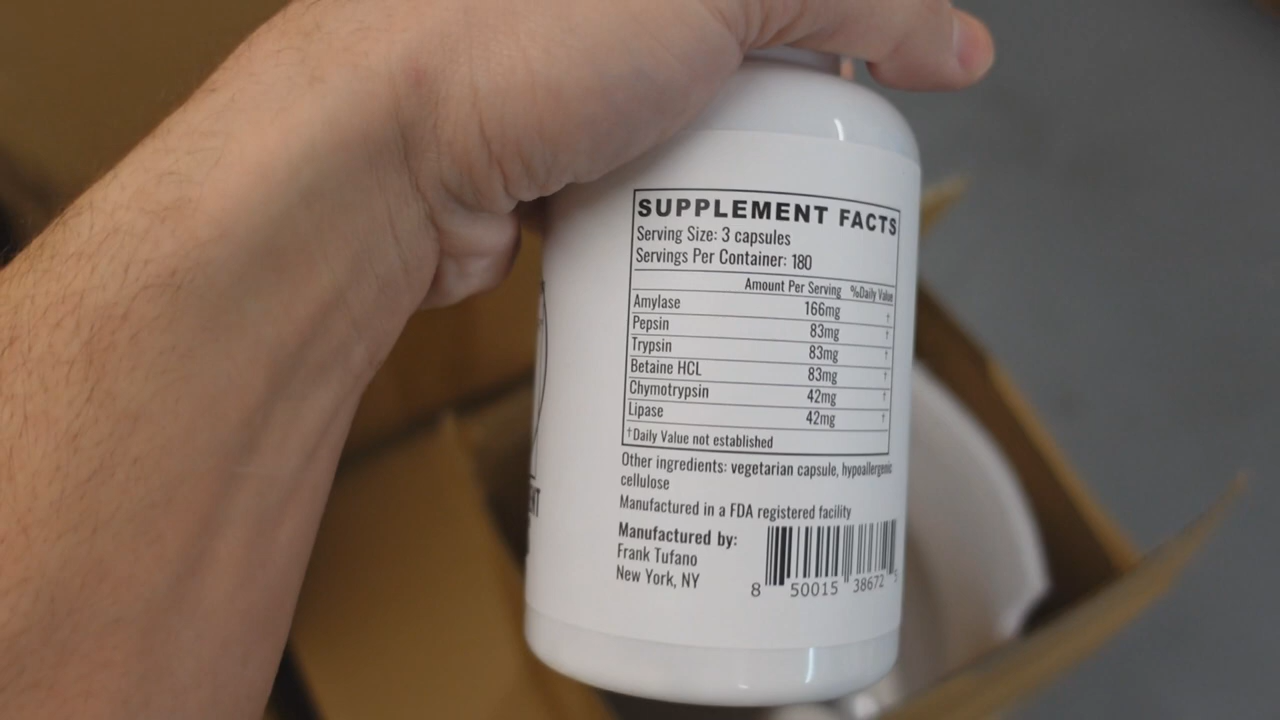 SUPPLEMENT FACTS
Serving Size: 3 capsules
Servings Per Container: 180
Amount Per Serving %Daily Value
Amylase 166mg †
Pepsin 83mg †
Trypsin 83mg †
Betaine HCL 83mg †
Chymotrypsin 42mg †
Lipase 42mg †
†Daily Value not established
Other ingredients: vegetarian capsule, hypoallergenic
cellulose
Manufactured in a FDA registered facility
Manufactured by:
Frank Tufano
New York, NY
8 50015 38672 5